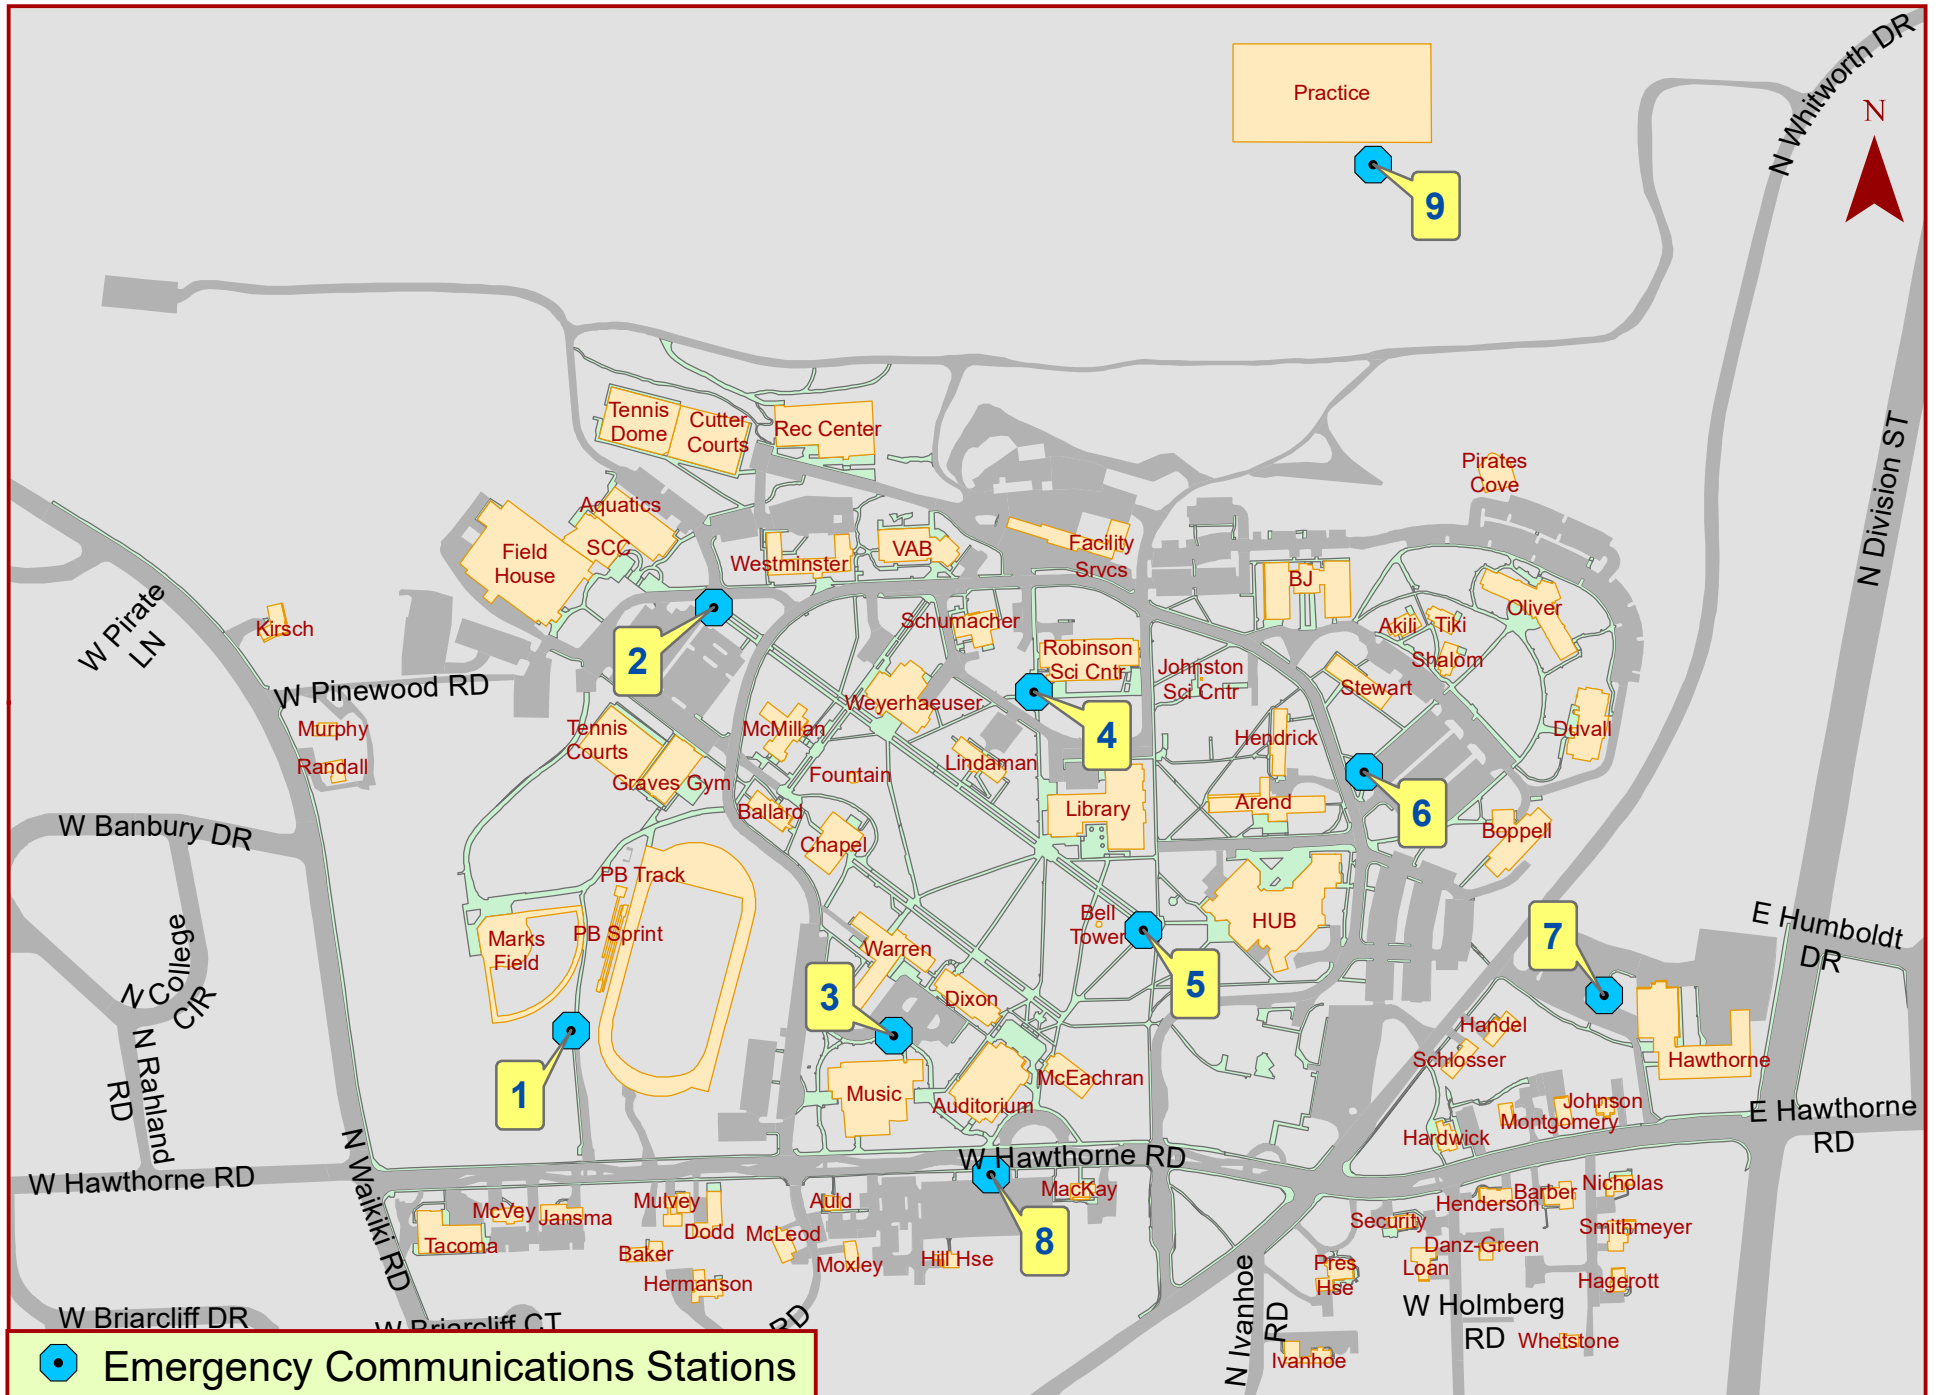 N Whitworth DR
Practice
N
9
N Division ST
Tennis
Dome
Cutter
Courts
Rec Center
Pirates
Cove
Aquatics
SCC
Field
House
Westminster
VAB
Facility
Srvcs
BJ
Oliver
W Pirate
LN
Kirsch
2
Schumacher
Robinson
Sci Cntr
Johnston
Sci Cntr
Akili
Tiki
Shalom
Stewart
W Pinewood RD
Weyerhaeuser
4
Murphy
Randall
Tennis
Courts
McMillan
Hendrick
Duvall
Graves Gym
Fountain
Lindaman
Ballard
Library
Arend
6
Boppell
W Banbury DR
Chapel
PB Track
N College
CIR
Marks
Field
PB Sprint
Warren
Bell
Tower
HUB
7
E Humboldt
DR
3
Dixon
5
N Rahland
RD
1
Music
Auditorium
McEachran
Handel
Schlosser
Hawthorne
Johnson
Montgomery
Hardwick
E Hawthorne
RD
W Hawthorne RD
N Waikiki RD
W Hawthorne RD
MacKay
8
McVey
Jansma
Tacoma
Mulvey
Dodd
Baker
Hermanson
McLeod
Auld
Moxley
Hill Hse
Nicholas
Barber
Henderson
Security
Smithmeyer
Danz-Green
Loan
Pres
Hse
Hagerott
N Ivanhoe
RD
W Holmberg
RD
Whetstone
Ivanhoe
W Briarcliff DR
W Briarcliff CT
RD
Emergency Communications Stations